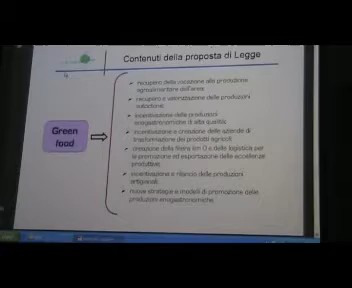 Contenuti della proposta di Legge
Green
food
recupero della vocazione alla produzione
agroalimentare dell'area;
recupero e valorizzazione delle produzioni
autoctone;
incentivazione delle produzioni
enogastronomiche di alta qualità;
incentivazione e creazione delle aziende di
trasformazione dei prodotti agricoli;
creazione della filiera km 0 e della logistica per
la promozione ed esportazione delle eccellenze
produttive;
incentivazione e rilancio delle produzioni
artigianali;
nuove strategie e modelli di promozione delle
produzioni enogastronomiche.